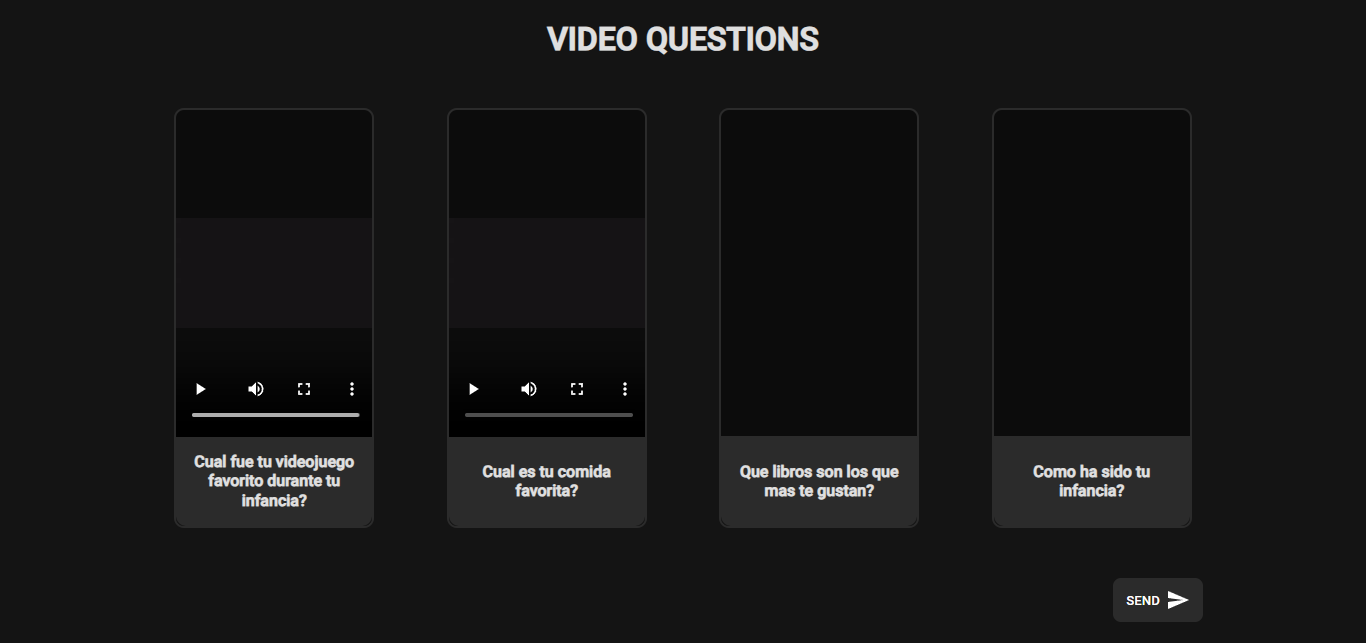 VIDEO QUESTIONS
Cual fue tu videojuego
favorito durante tu
infancia?
Cual es tu comida
favorita?
Que libros son los que
mas te gustan?
Como ha sido tu
infancia?
SEND